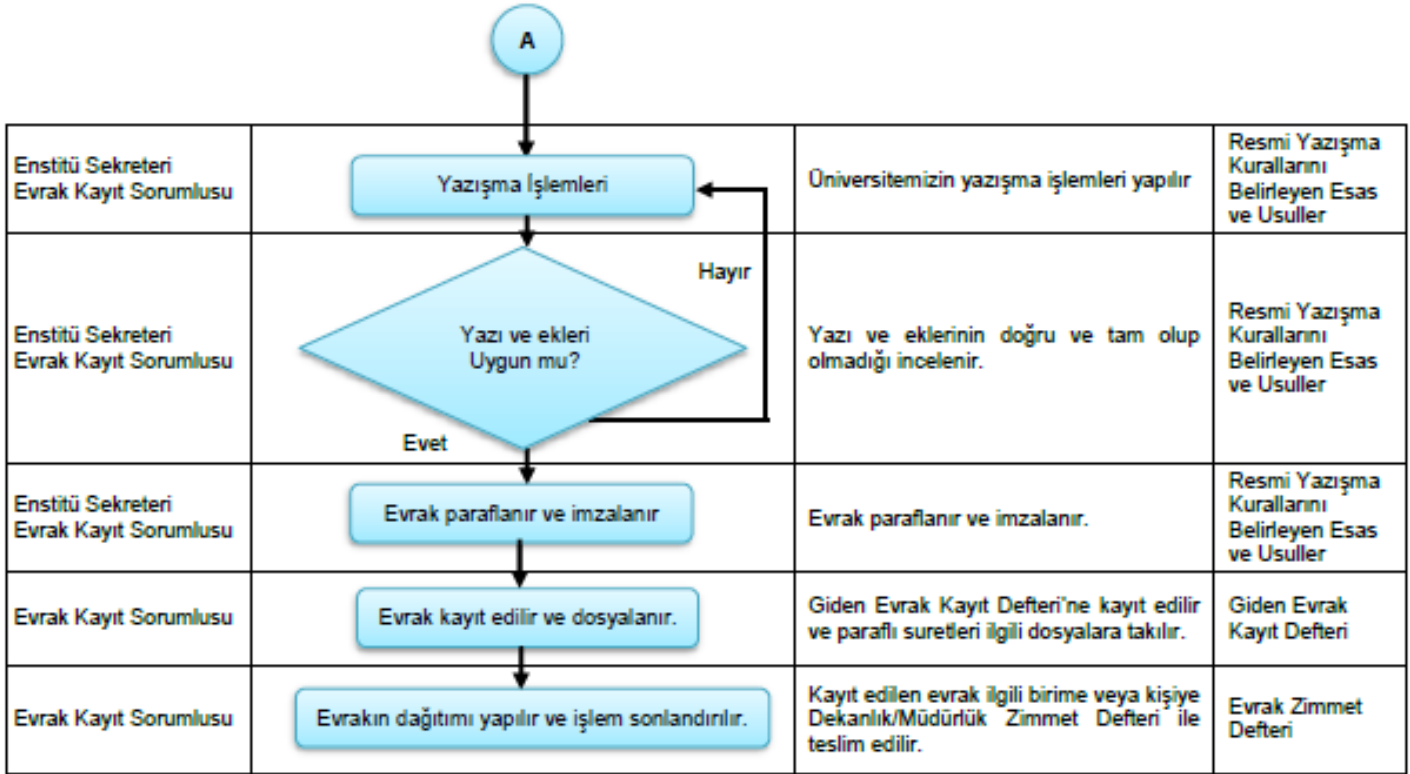 A
Enstitü Sekreteri
Evrak Kayıt Sorumlusu
Yazışma İşlemleri
Üniversitemizin yazışma işlemleri yapılır
Resmi Yazışma
Kurallarını
Belirleyen Esas
ve Usuller
Enstitü Sekreteri
Evrak Kayıt Sorumlusu
Yazı ve ekleri
Uygun mu?
Hayır
Evet
Yazı ve eklerinin doğru ve tam olup
olmadığı incelenir.
Resmi Yazışma
Kurallarını
Belirleyen Esas
ve Usuller
Enstitü Sekreteri
Evrak Kayıt Sorumlusu
Evrak paraflanır ve imzalanır
Evrak paraflanır ve imzalanır.
Resmi Yazışma
Kurallarını
Belirleyen Esas
ve Usuller
Evrak Kayıt Sorumlusu
Evrak kayıt edilir ve dosyalanır.
Giden Evrak Kayıt Defteri'ne kayıt edilir
ve paraflı suretleri ilgili dosyalara takılır.
Giden Evrak
Kayıt Defteri
Evrak Kayıt Sorumlusu
Evrakın dağıtımı yapılır ve işlem sonlandırılır.
Kayıt edilen evrak ilgili birime veya kişiye
Dekanlık/Müdürlük Zimmet Defteri ile
teslim edilir.
Evrak Zimmet
Defteri